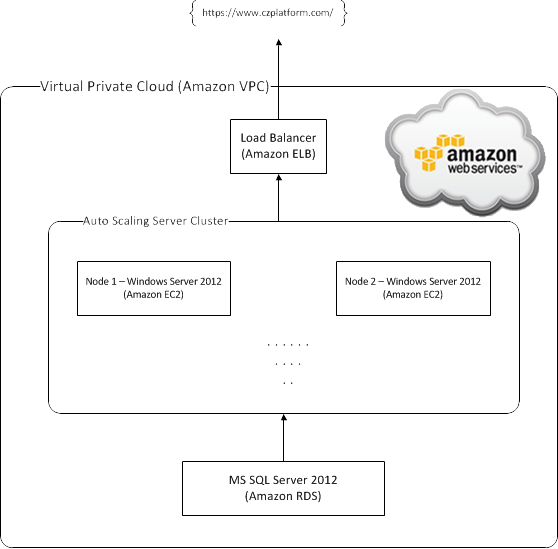 https://www.czplatform.com/
Virtual Private Cloud (Amazon VPC)
Load Balancer
(Amazon ELB)
amazon
webservices™
Auto Scaling Server Cluster
Node 1 – Windows Server 2012
(Amazon EC2)
Node 2 – Windows Server 2012
(Amazon EC2)
. . . . . .
. . . .
. .
MS SQL Server 2012
(Amazon RDS)